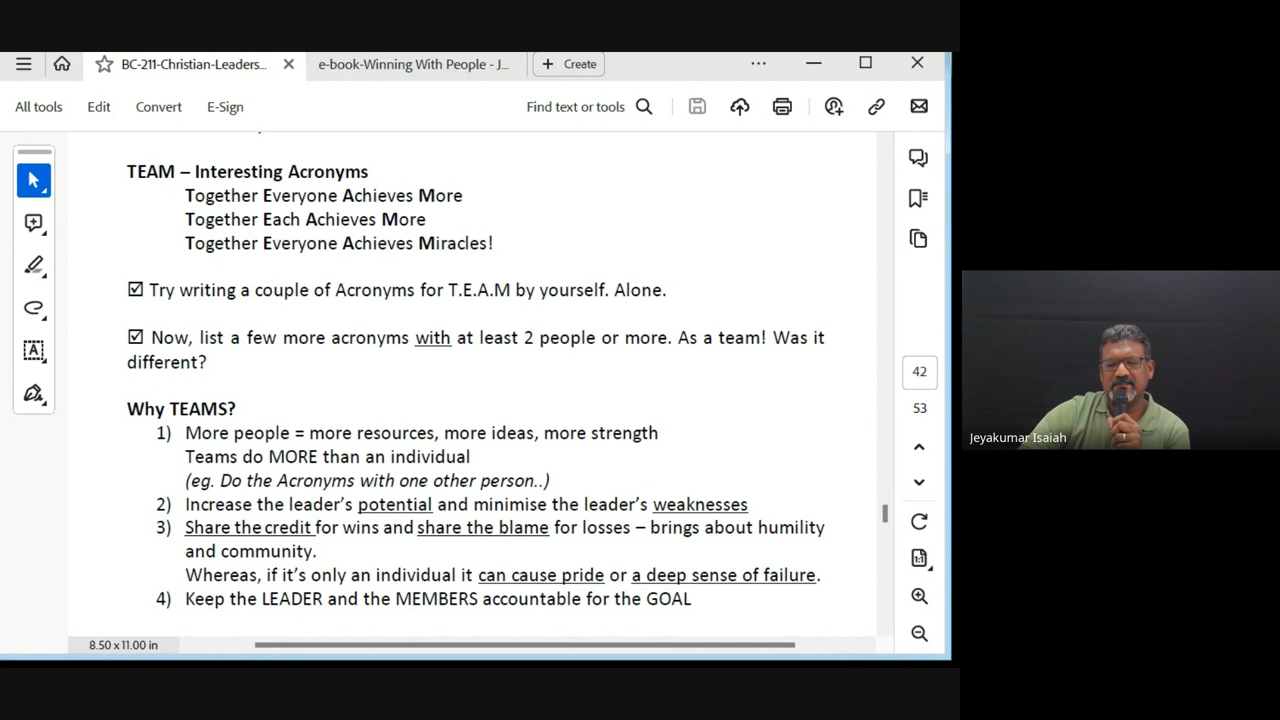 BC-211-Christian-Leaders...
e-book-Winning With People - J...
Create
All tools
Edit
Convert
E-Sign
Find text or tools
TEAM – Interesting Acronyms
Together Everyone Achieves More
Together Each Achieves More
Together Everyone Achieves Miracles!
☑ Try writing a couple of Acronyms for T.E.A.M by yourself. Alone.
☑ Now, list a few more acronyms with at least 2 people or more. As a team! Was it
different?
Why TEAMS?
1) More people = more resources, more ideas, more strength
Teams do MORE than an individual
(eg. Do the Acronyms with one other person..)
2) Increase the leader's potential and minimise the leader's weaknesses
3) Share the credit for wins and share the blame for losses – brings about humility
and community.
Whereas, if it's only an individual it can cause pride or a deep sense of failure.
4) Keep the LEADER and the MEMBERS accountable for the GOAL
42
53
1:1
8.50 x 11.00 in
Jeyakumar Isaiah